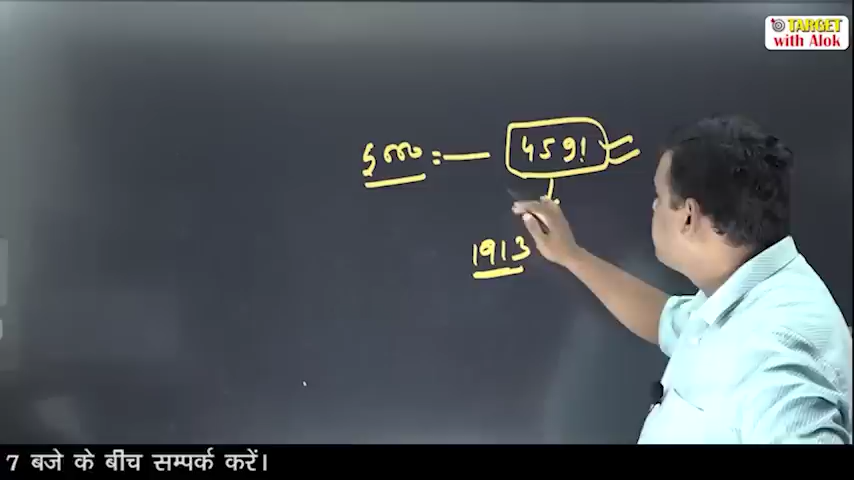 TARGET
with Alok
5000 :— 4591
1913
7 बजे के बीच सम्पर्क करें।